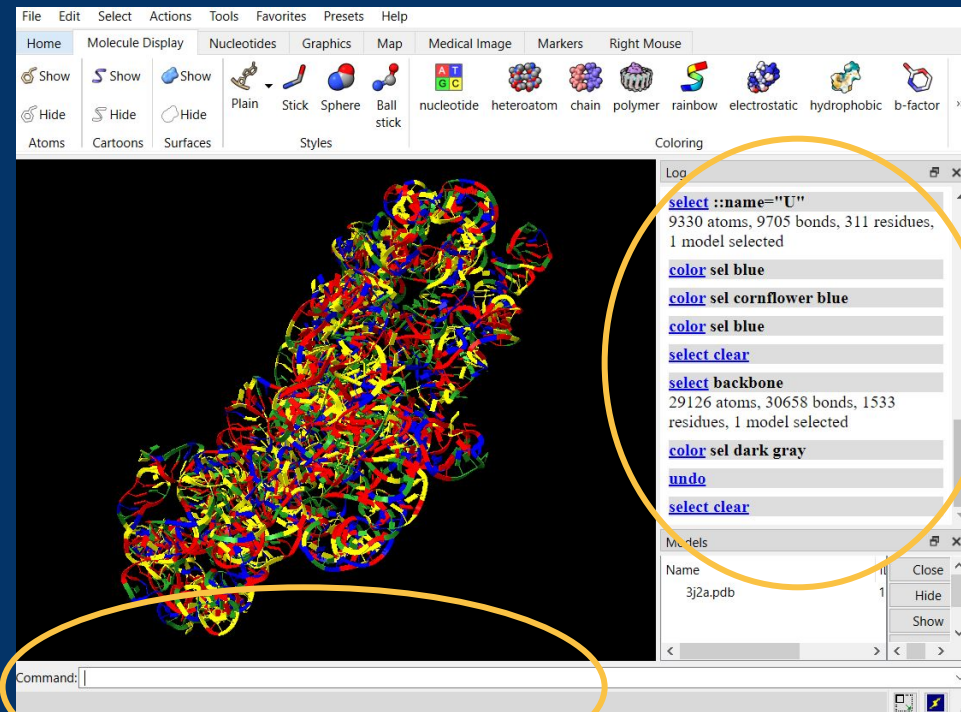 File Edit Select Actions Tools Favorites Presets Help
Home Molecule Display Nucleotides Graphics Map Medical Image Markers Right Mouse
Show Show Show
Hide Hide Hide
Plain Stick Sphere Ball stick
A T
G C
nucleotide heteroatom chain polymer rainbow electrostatic hydrophobic b-factor »
Atoms Cartoons Surfaces Styles Coloring
Log
select ::name="U"
9330 atoms, 9705 bonds, 311 residues,
1 model selected
color sel blue
color sel cornflower blue
color sel blue
select clear
select backbone
29126 atoms, 30658 bonds, 1533
residues, 1 model selected
color sel dark gray
undo
select clear
Models
Name Close
3j2a.pdb 1 Hide
Show
Command: